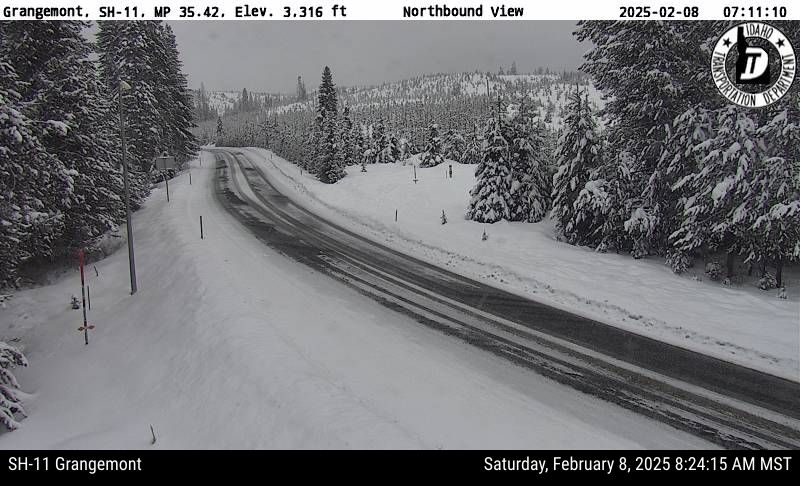 Grangemont, SH-11, MP 35.42, Elev. 3,316 ft Northbound View 2025-02-08 07:11:10
IDAHO
TRANSPORTATION DEPARTMENT
SH-11 Grangemont Saturday, February 8, 2025 8:24:15 AM MST